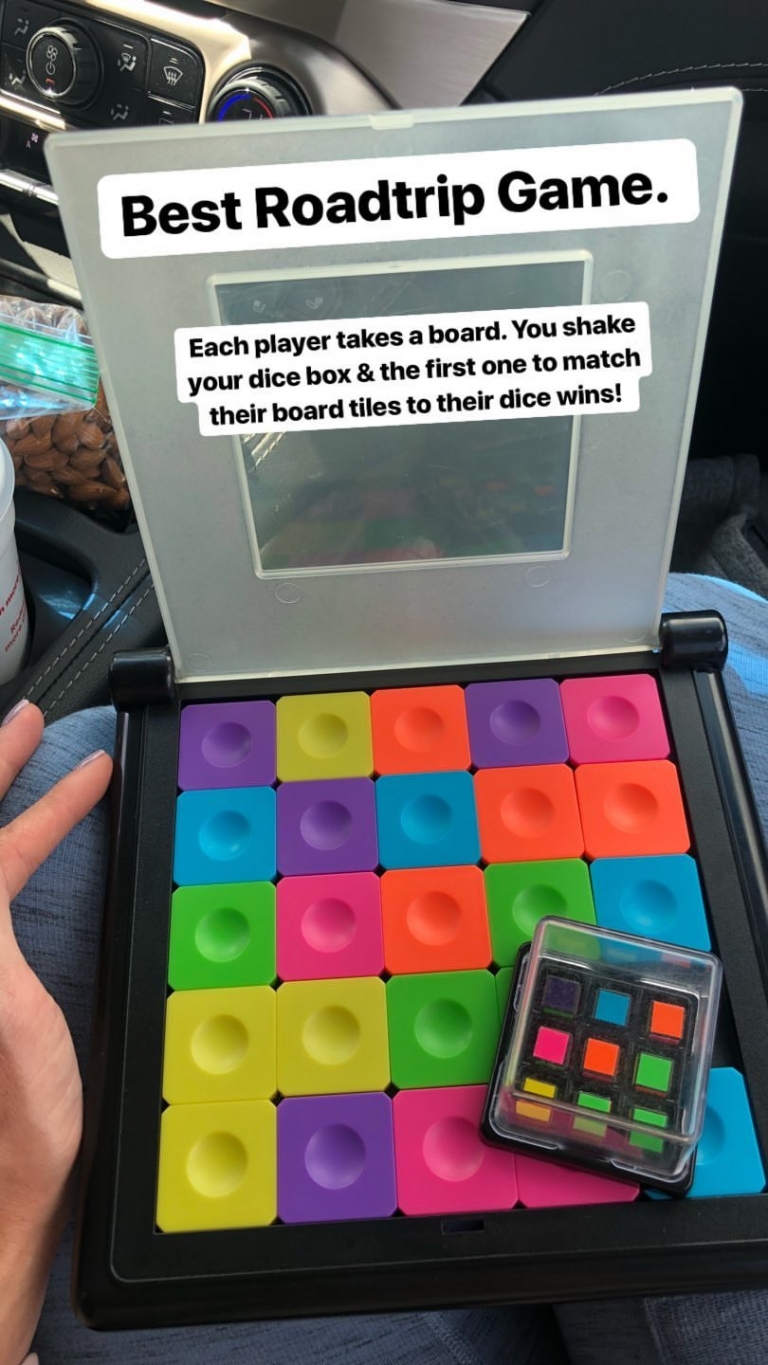 Best Roadtrip Game.
Each player takes a board. You shake
your dice box & the first one to match
their board tiles to their dice wins!